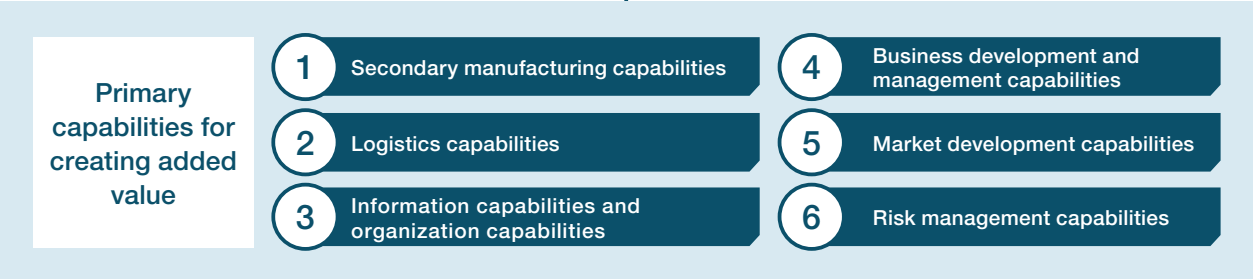 Primary
capabilities for
creating added
value
1
Secondary manufacturing capabilities
2
Logistics capabilities
3
Information capabilities and
organization capabilities
4
Business development and
management capabilities
5
Market development capabilities
6
Risk management capabilities